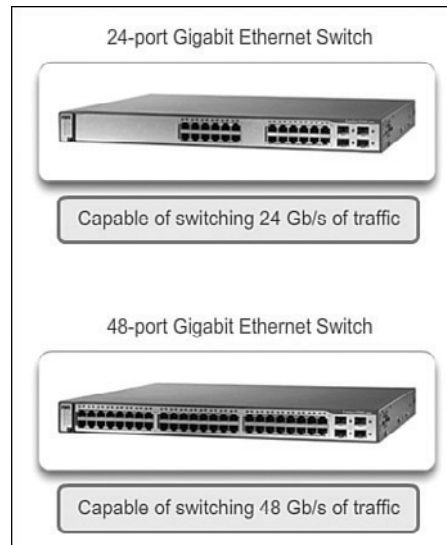 24-port Gigabit Ethernet Switch
Capable of switching 24 Gb/s of traffic
48-port Gigabit Ethernet Switch
Capable of switching 48 Gb/s of traffic